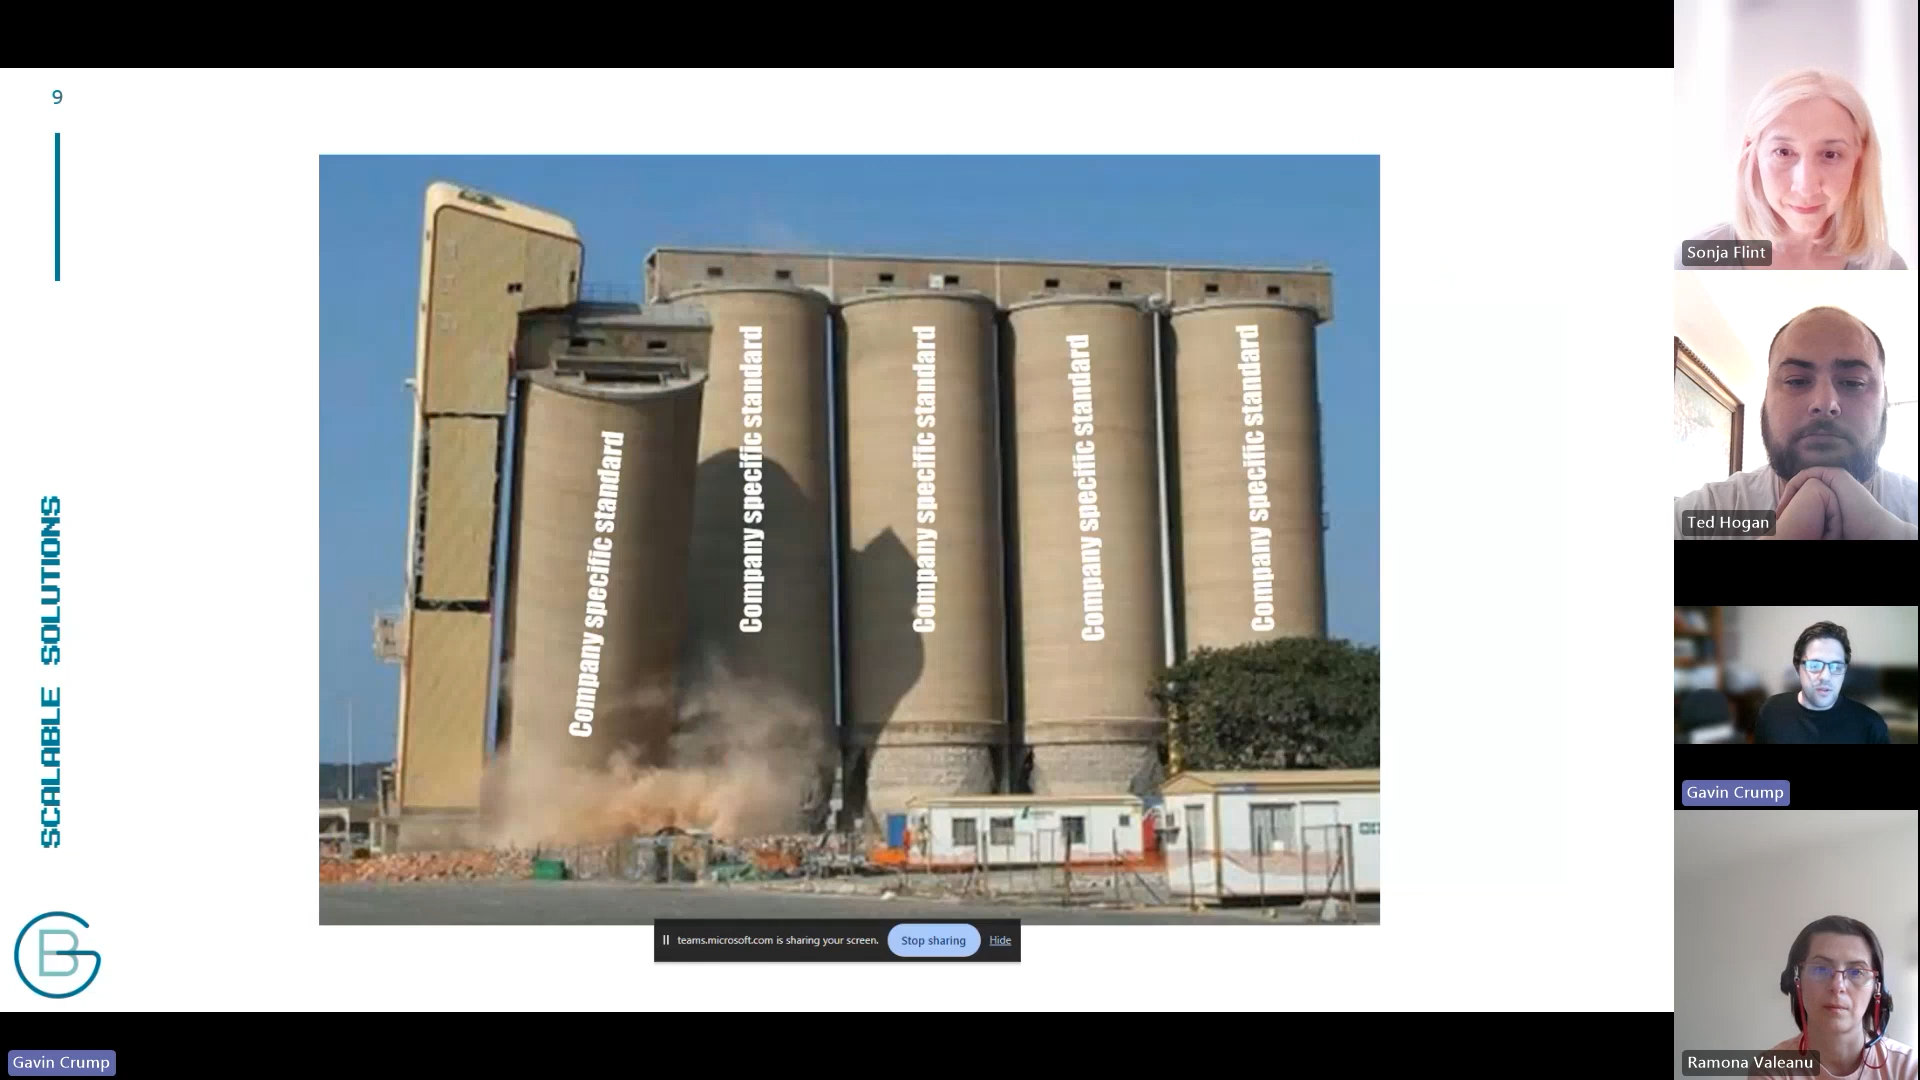 9
SCALABLE SOLUTIONS
BG
Company specific standard
Company specific standard
Company specific standard
Company specific standard
Company specific standard
teams.microsoft.com is sharing your screen.
Stop sharing
Hide
Gavin Crump
Sonja Flint
Ted Hogan
Gavin Crump
Ramona Valeanu